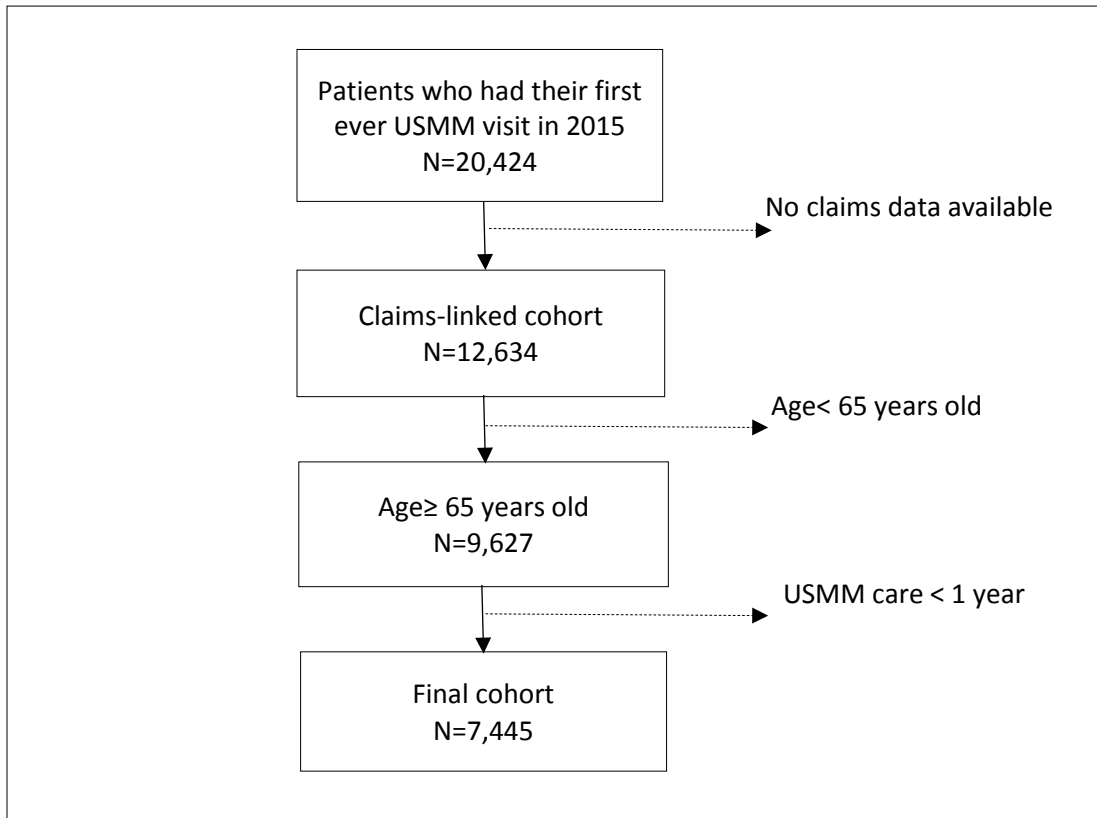 Patients who had their first
ever USMM visit in 2015
N=20,424
No claims data available
Claims-linked cohort
N=12,634
Age< 65 years old
Age≥ 65 years old
N=9,627
USMM care < 1 year
Final cohort
N=7,445